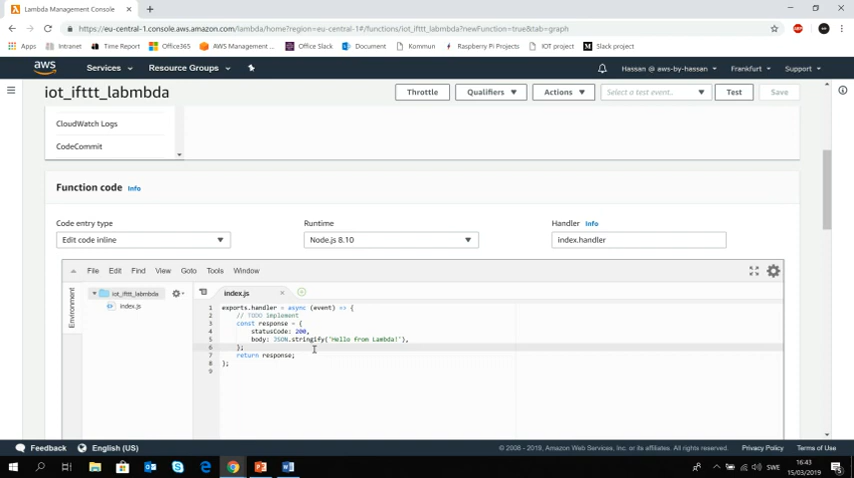 Lambda Management Console
https://eu-central-1.console.aws.amazon.com/lambda/home?region=eu-central-1#/functions/iot_ifttt_labmbda?newFunction=true&tab=graph
Apps Intranet Time Report Office365 AWS Management ... Office Slack Document Kommun Raspberry Pi Projects IOT project Slack project
aws Services Resource Groups Hassan @ aws-by-hassan Frankfurt Support
iot_ifttt_labmbda Throttle Qualifiers Actions Select a test event.. Test Save
CloudWatch Logs
CodeCommit
Function code Info
Code entry type Runtime Handler Info
Edit code inline Node.js 8.10 index.handler
File Edit Find View Goto Tools Window
Environment
iot_ifttt_labmbda
index.js
index.js
1 exports.handler = async (event) => {
2 // TODO implement
3 const response = {
4 statusCode: 200,
5 body: JSON.stringify('Hello from Lambda!'),
6 };
7 return response;
8 };
9
Feedback English (US) © 2008 - 2019, Amazon Web Services, Inc. or its affiliates. All rights reserved. Privacy Policy Terms of Use
SWE 16:43
15/03/2019